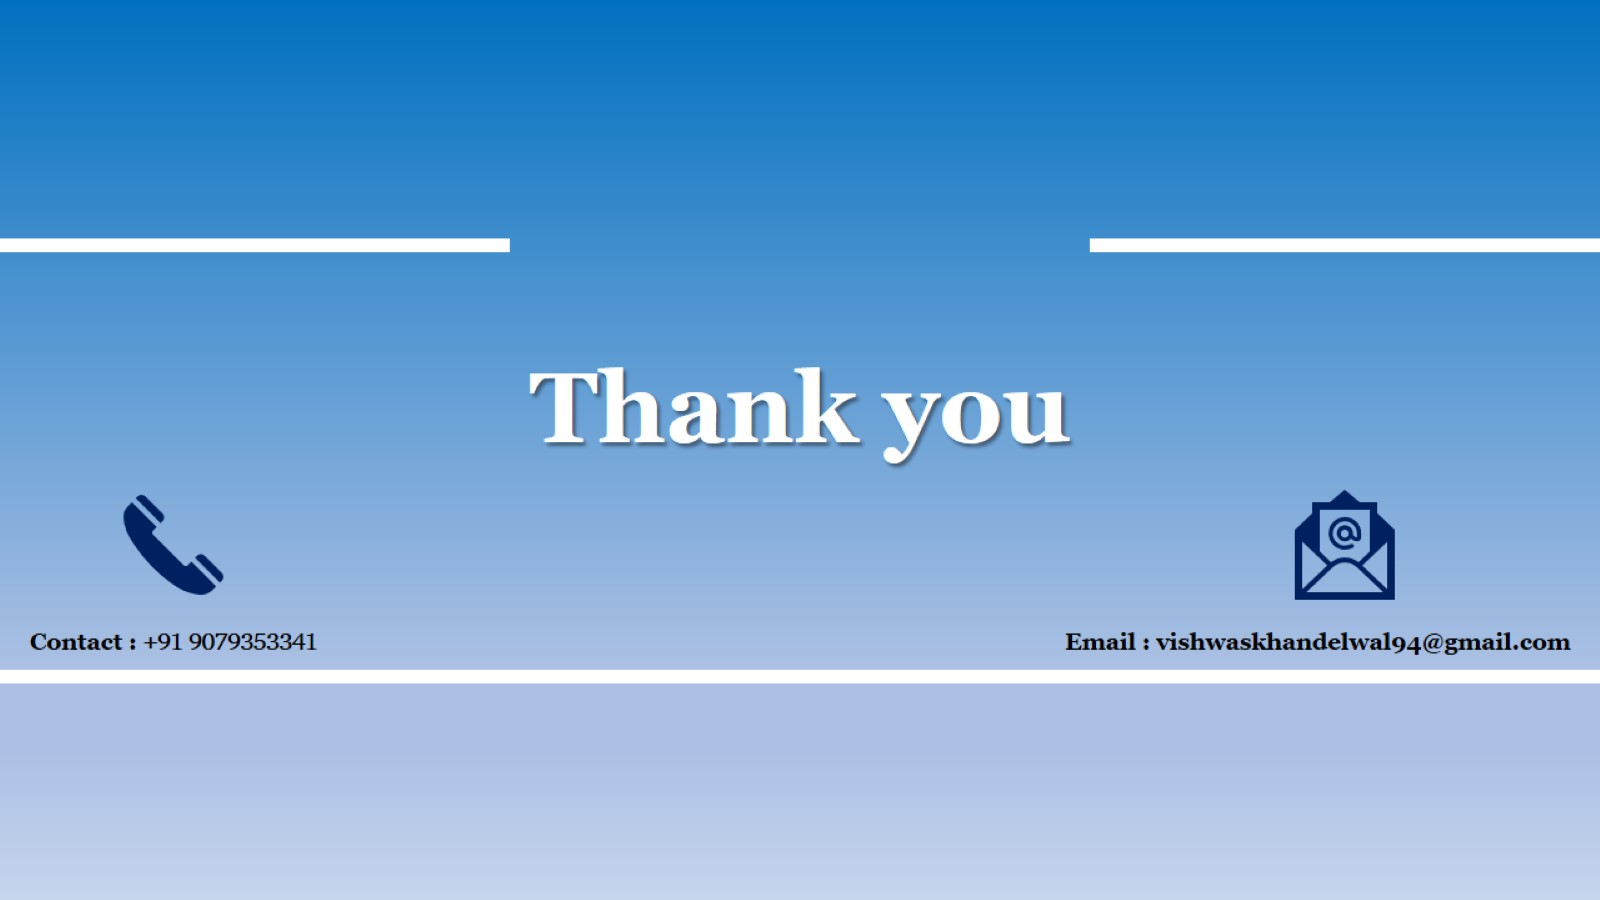 Thank you
Contact : +91 9079353341
Email : vishwaskhandelwal94@gmail.com